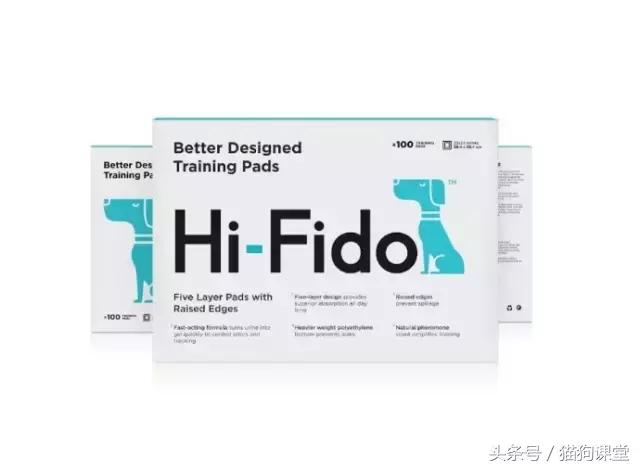 Better Designed
Training Pads
×100 TRAINING
PADS
Hi-Fido
TM
Five Layer Pads with
Raised Edges
Five-layer design provides
superior absorption all day
long
Raised edges
prevent spillage
Fast-acting formula turns urine into
gel quickly to control odors and
tracking
Heavier weight polyethylene
bottom prevents leaks
Natural pheromone
scent simplifies training
Better Designed
Training Pa
×100
头条号 / 猫狗课堂